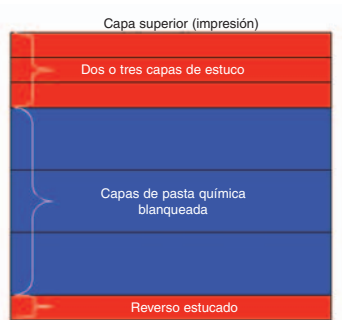 Capa superior (impresión)
Dos o tres capas de estuco
Capas de pasta química
blanqueada
Reverso estucado